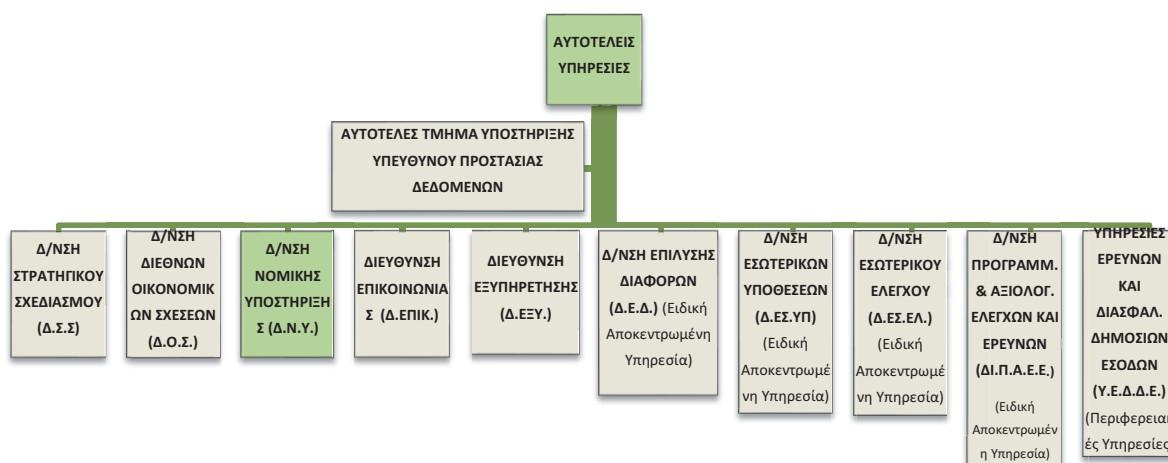 ΑΥΤΟΤΕΛΕΙΣ
ΥΠΗΡΕΣΙΕΣ
ΑΥΤΟΤΕΛΕΣ ΤΜΗΜΑ ΥΠΟΣΤΗΡΙΞΗΣ
ΥΠΕΥΘΥΝΟΥ ΠΡΟΣΤΑΣΙΑΣ
ΔΕΔΟΜΕΝΩΝ
Δ/ΝΣΗ
ΣΤΡΑΤΗΓΙΚΟΥ
ΣΧΕΔΙΑΣΜΟΥ
(Δ.Σ.Σ)
Δ/ΝΣΗ
ΔΙΕΘΝΩΝ
ΟΙΚΟΝΟΜΙΚ
ΩΝ ΣΧΕΣΕΩΝ
(Δ.Ο.Σ.)
Δ/ΝΣΗ
ΝΟΜΙΚΗΣ
ΥΠΟΣΤΗΡΙΞΗ
Σ (Δ.Ν.Υ.)
ΔΙΕΥΘΥΝΣΗ
ΕΠΙΚΟΙΝΩΝΙΑ
Σ (Δ.ΕΠΙΚ.)
ΔΙΕΥΘΥΝΣΗ
ΕΞΥΠΗΡΕΤΗΣΗΣ
(Δ.ΕΞΥ.)
Δ/ΝΣΗ ΕΠΙΛΥΣΗΣ
ΔΙΑΦΟΡΩΝ
(Δ.Ε.Δ.) (Ειδική
Αποκεντρωμένη
Υπηρεσία)
Δ/ΝΣΗ
ΕΣΩΤΕΡΙΚΩΝ
ΥΠΟΘΕΣΕΩΝ
(Δ.ΕΣ.ΥΠ)
(Ειδική
Αποκεντρωμέ
νη Υπηρεσία)
Δ/ΝΣΗ
ΕΣΩΤΕΡΙΚΟΥ
ΕΛΕΓΧΟΥ
(Δ.ΕΣ.ΕΛ.)
(Ειδική
Αποκεντρωμέ
νη Υπηρεσία)
Δ/ΝΣΗ
ΠΡΟΓΡΑΜΜ.
& ΑΞΙΟΛΟΓ.
ΕΛΕΓΧΩΝ ΚΑΙ
ΕΡΕΥΝΩΝ
(ΔΙ.Π.Α.Ε.Ε.)
(Ειδική
Αποκεντρωμέν
η Υπηρεσία)
ΥΠΗΡΕΣΙΕΣ
ΕΡΕΥΝΩΝ
ΚΑΙ
ΔΙΑΣΦΑΛ.
ΔΗΜΟΣΙΩΝ
ΕΣΟΔΩΝ
(Υ.Ε.Δ.Δ.Ε.)
(Περιφερεια
ές Υπηρεσίες